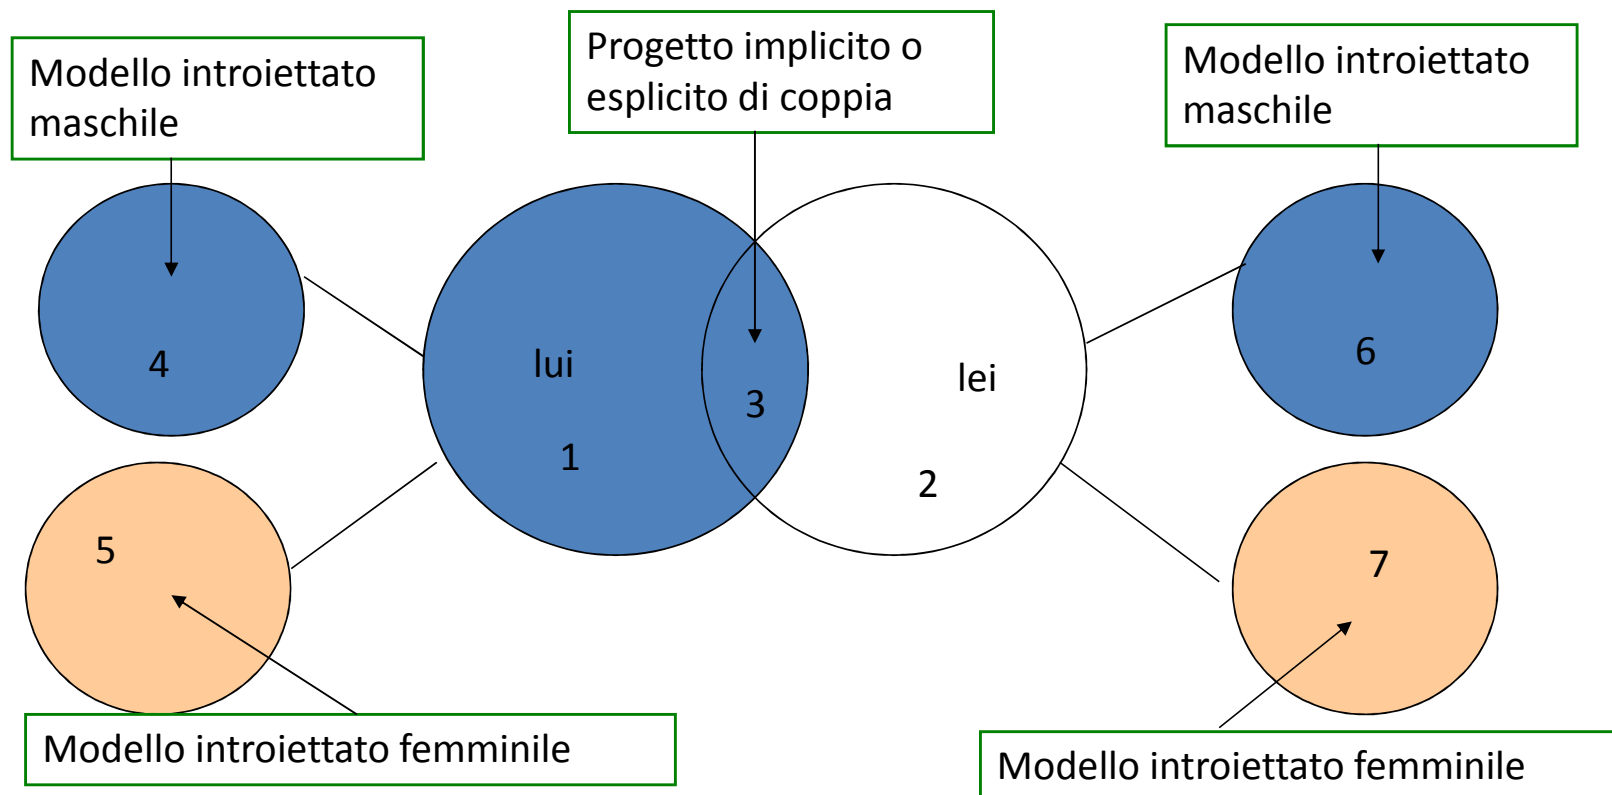 Modello introiettato
maschile
Progetto implicito o
esplicito di coppia
Modello introiettato
maschile
4
lui
1
3
lei
2
6
5
7
Modello introiettato femminile
Modello introiettato femminile